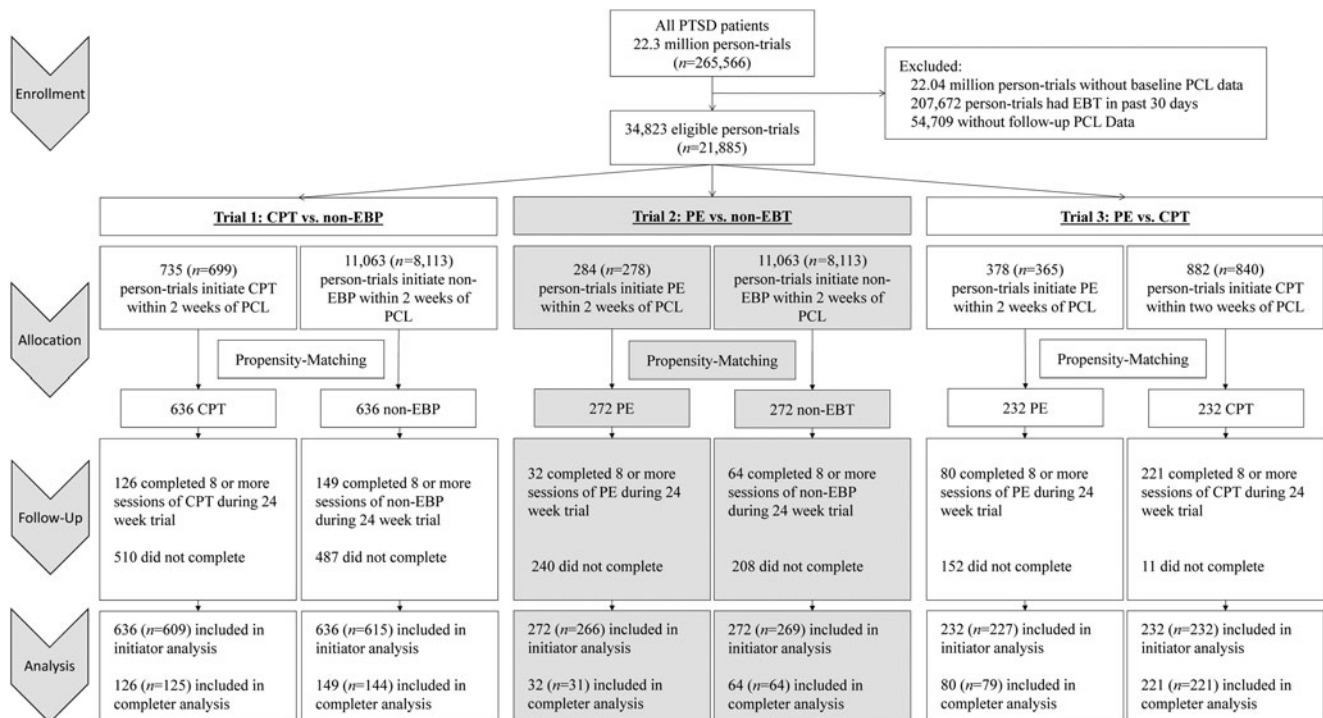 Enrollment
All PTSD patients
22.3 million person-trials
(n=265,566)
Excluded:
22.04 million person-trials without baseline PCL data
207,672 person-trials had EBT in past 30 days
54,709 without follow-up PCL Data
34,823 eligible person-trials
(n=21,885)
Trial 1: CPT vs. non-EBP
Trial 2: PE vs. non-EBT
Trial 3: PE vs. CPT
Allocation
735 (n=699)
person-trials initiate CPT
within 2 weeks of PCL
11,063 (n=8,113)
person-trials initiate non-
EBP within 2 weeks of
PCL
284 (n=278)
person-trials initiate PE
within 2 weeks of PCL
11,063 (n=8,113)
person-trials initiate non-
EBP within 2 weeks of
PCL
378 (n=365)
person-trials initiate PE
within 2 weeks of PCL
882 (n=840)
person-trials initiate CPT
within two weeks of PCL
Propensity-Matching
Propensity-Matching
Propensity-Matching
636 CPT
636 non-EBP
272 PE
272 non-EBT
232 PE
232 CPT
Follow-Up
126 completed 8 or more
sessions of CPT during 24
week trial
510 did not complete
149 completed 8 or more
sessions of non-EBP
during 24 week trial
487 did not complete
32 completed 8 or more
sessions of PE during 24
week trial
240 did not complete
64 completed 8 or more
sessions of non-EBP
during 24 week trial
208 did not complete
80 completed 8 or more
sessions of PE during 24
week trial
152 did not complete
221 completed 8 or more
sessions of CPT during 24
week trial
11 did not complete
Analysis
636 (n=609) included in
initiator analysis
126 (n=125) included in
completer analysis
636 (n=615) included in
initiator analysis
149 (n=144) included in
completer analysis
272 (n=266) included in
initiator analysis
32 (n=31) included in
completer analysis
272 (n=269) included in
initiator analysis
64 (n=64) included in
completer analysis
232 (n=227) included in
initiator analysis
80 (n=79) included in
completer analysis
232 (n=232) included in
initiator analysis
221 (n=221) included in
completer analysis